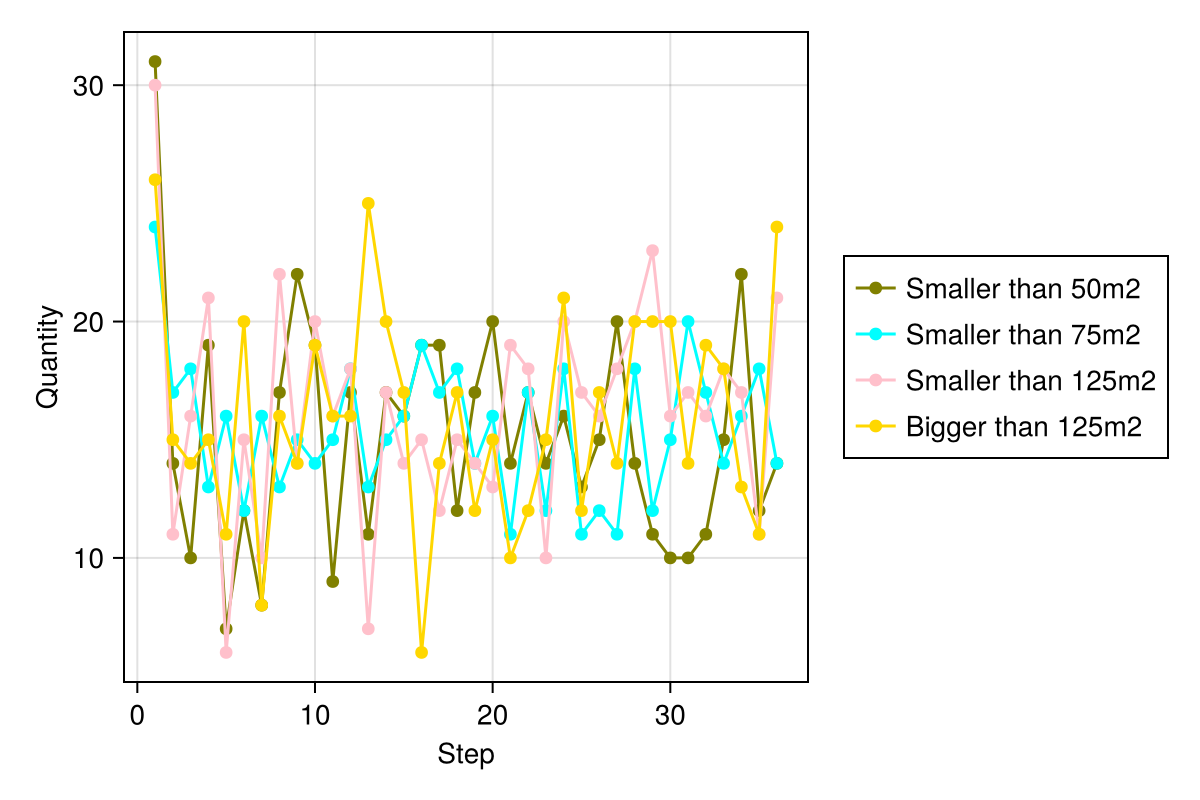 30
20
10
Quantity
0 10 20 30
Step
Smaller than 50m2
Smaller than 75m2
Smaller than 125m2
Bigger than 125m2